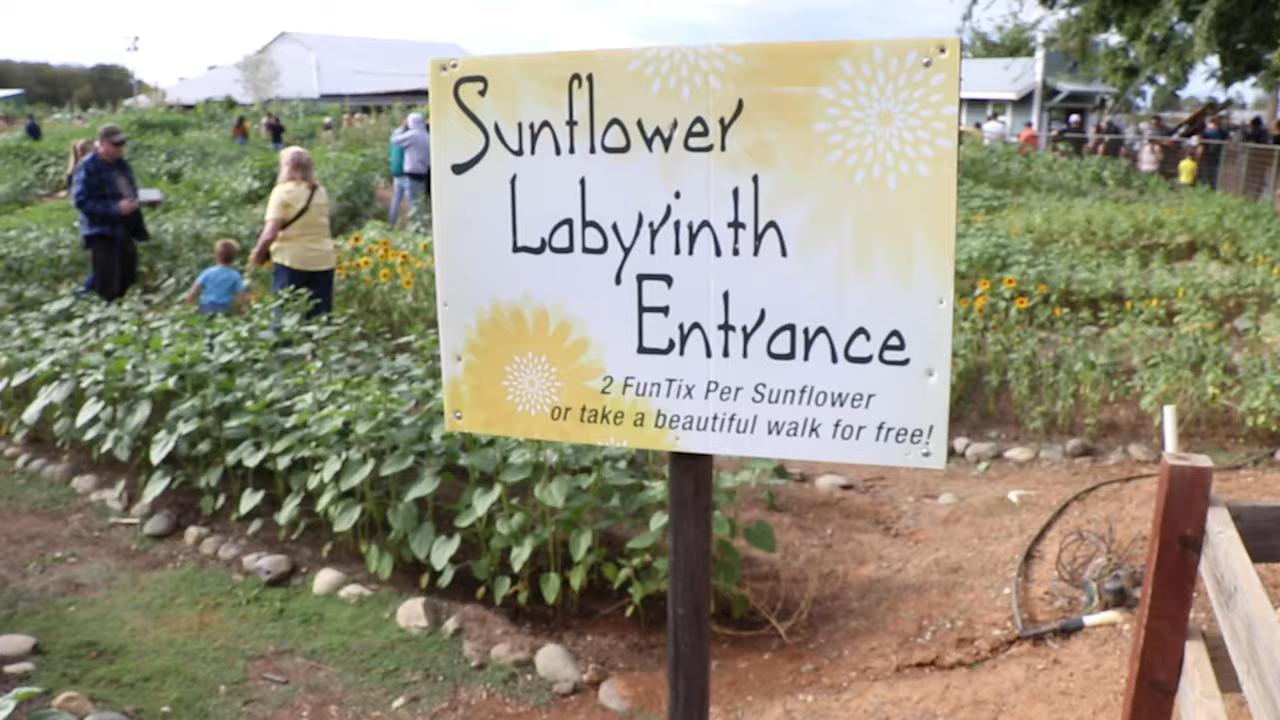 Sunflower
Labyrinth
Entrance
2 FunTix Per Sunflower
or take a beautiful walk for free!